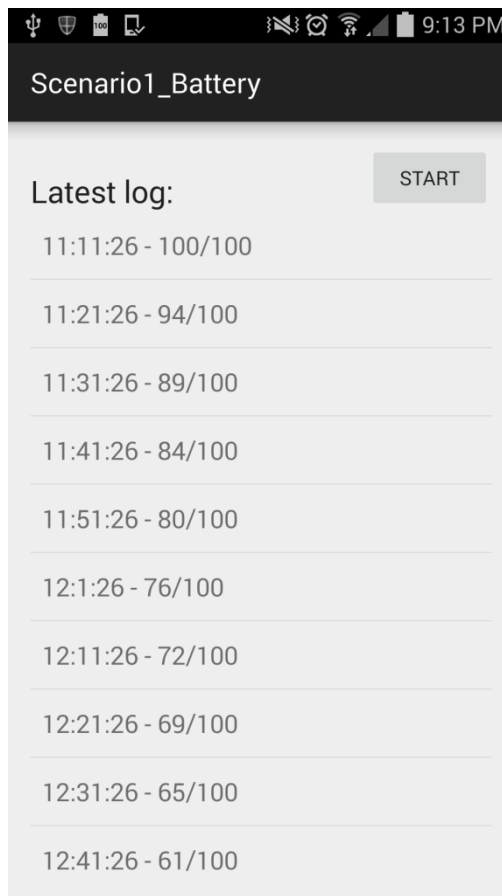 100
9:13 PM
Scenario1_Battery
START
Latest log:
11:11:26 - 100/100
11:21:26 - 94/100
11:31:26 - 89/100
11:41:26 - 84/100
11:51:26 - 80/100
12:1:26 - 76/100
12:11:26 - 72/100
12:21:26 - 69/100
12:31:26 - 65/100
12:41:26 - 61/100